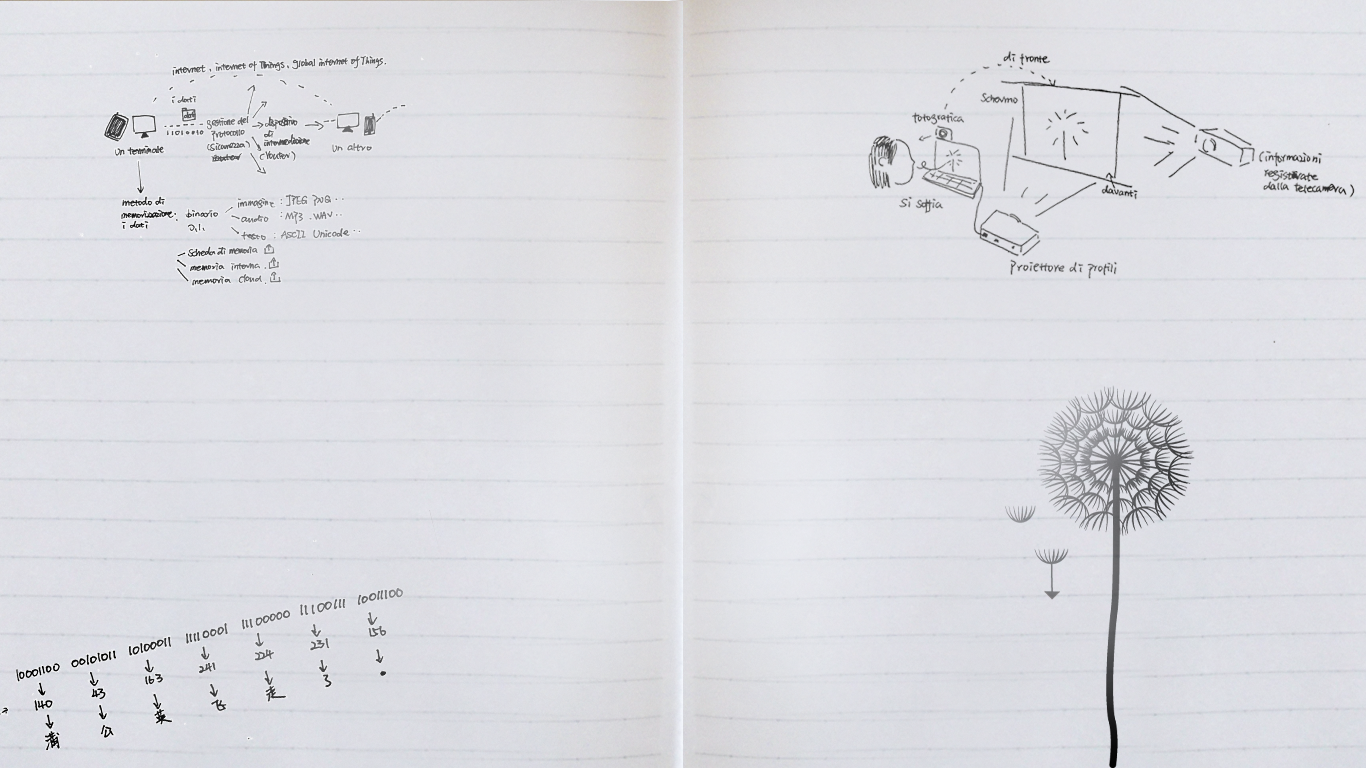 internet, internet of Things, global internet of Things.
i dati
dati
11010010
gestione del
protocollo
(Sicurezza)
dispositivo
di
intermediazione
(router)
un terminale
un altro
metodo di
memorizzazione:
i dati
binario
0,1.
immagine : JPEG PNG ··
audio : MP3 .WAV··
testo : ASCII Unicode··
Scheda di memoria
memoria interna.
memoria cloud.
10001100 00101011 10100011 11110001 11100000 11100111 10011100
140 43 163 241 224 231 156
蒲 公 英 飞 走 了 。
di fronte
Schermo
fotografica
Si soffia
davanti
(informazioni
registrate
dalla telecamera)
Proiettore di profili